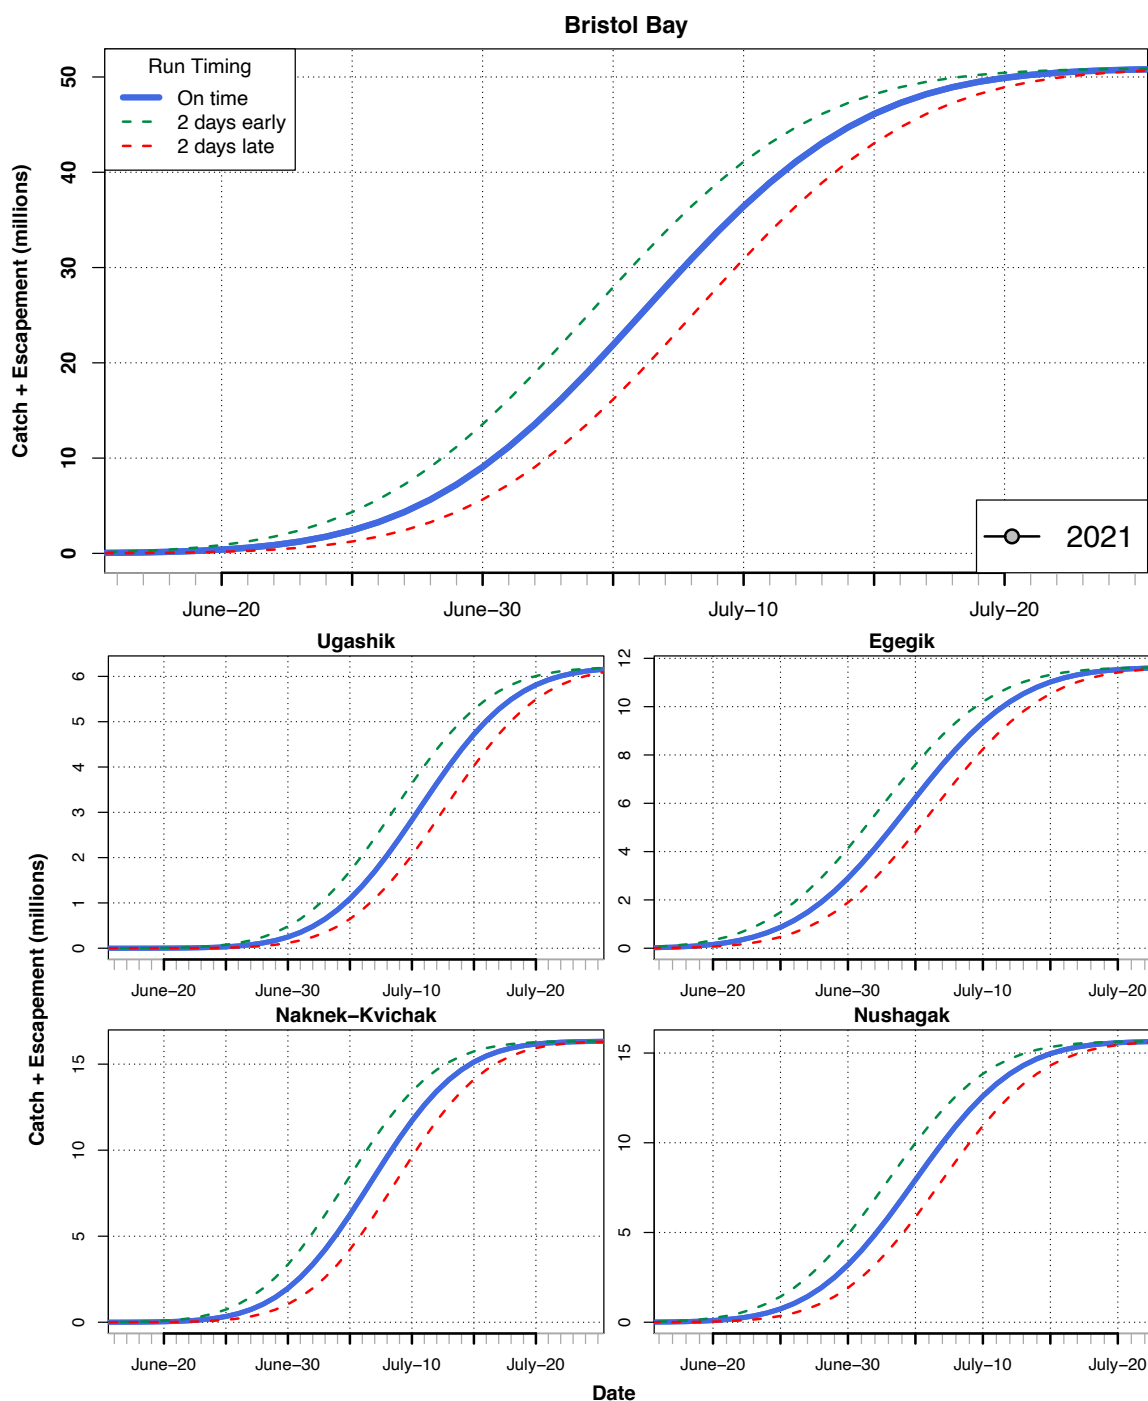 Bristol Bay
Run Timing
On time
2 days early
2 days late
Catch + Escapement (millions)
50
40
30
20
10
0
2021
June−20
June−30
July−10
July−20
Ugashik
6
5
4
3
2
1
0
June−20
June−30
July−10
July−20
Egegik
12
10
8
6
4
2
0
June−20
June−30
July−10
July−20
Catch + Escapement (millions)
Naknek−Kvichak
15
10
5
0
June−20
June−30
July−10
July−20
Nushagak
15
10
5
0
June−20
June−30
July−10
July−20
Date